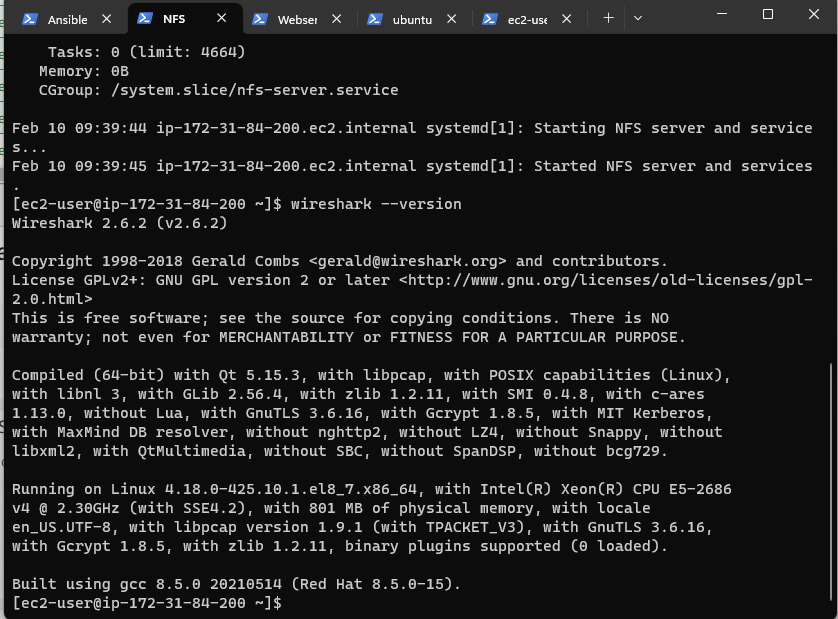 Ansible
NFS
Webser
ubuntu
ec2-use
Tasks: 0 (limit: 4664)
Memory: 0B
CGroup: /system.slice/nfs-server.service
Feb 10 09:39:44 ip-172-31-84-200.ec2.internal systemd[1]: Starting NFS server and service
s...
Feb 10 09:39:45 ip-172-31-84-200.ec2.internal systemd[1]: Started NFS server and services
.
[ec2-user@ip-172-31-84-200 ~]$ wireshark --version
Wireshark 2.6.2 (v2.6.2)
Copyright 1998-2018 Gerald Combs <gerald@wireshark.org> and contributors.
License GPLv2+: GNU GPL version 2 or later <http://www.gnu.org/licenses/old-licenses/gpl-
2.0.html>
This is free software; see the source for copying conditions. There is NO
warranty; not even for MERCHANTABILITY or FITNESS FOR A PARTICULAR PURPOSE.
Compiled (64-bit) with Qt 5.15.3, with libpcap, with POSIX capabilities (Linux),
with libnl 3, with GLib 2.56.4, with zlib 1.2.11, with SMI 0.4.8, with c-ares
1.13.0, without Lua, with GnuTLS 3.6.16, with Gcrypt 1.8.5, with MIT Kerberos,
with MaxMind DB resolver, without nghttp2, without LZ4, without Snappy, without
libxml2, with QtMultimedia, without SBC, without SpanDSP, without bcg729.
Running on Linux 4.18.0-425.10.1.el8_7.x86_64, with Intel(R) Xeon(R) CPU E5-2686
v4 @ 2.30GHz (with SSE4.2), with 801 MB of physical memory, with locale
en_US.UTF-8, with libpcap version 1.9.1 (with TPACKET_V3), with GnuTLS 3.6.16,
with Gcrypt 1.8.5, with zlib 1.2.11, binary plugins supported (0 loaded).
Built using gcc 8.5.0 20210514 (Red Hat 8.5.0-15).
[ec2-user@ip-172-31-84-200 ~]$